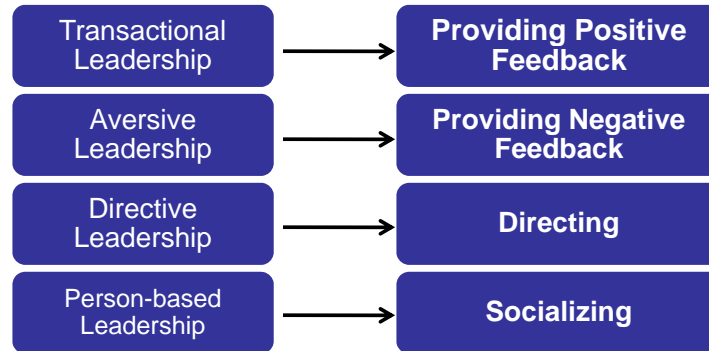 Transactional
Leadership
Providing Positive
Feedback
Aversive
Leadership
Providing Negative
Feedback
Directive
Leadership
Directing
Person-based
Leadership
Socializing